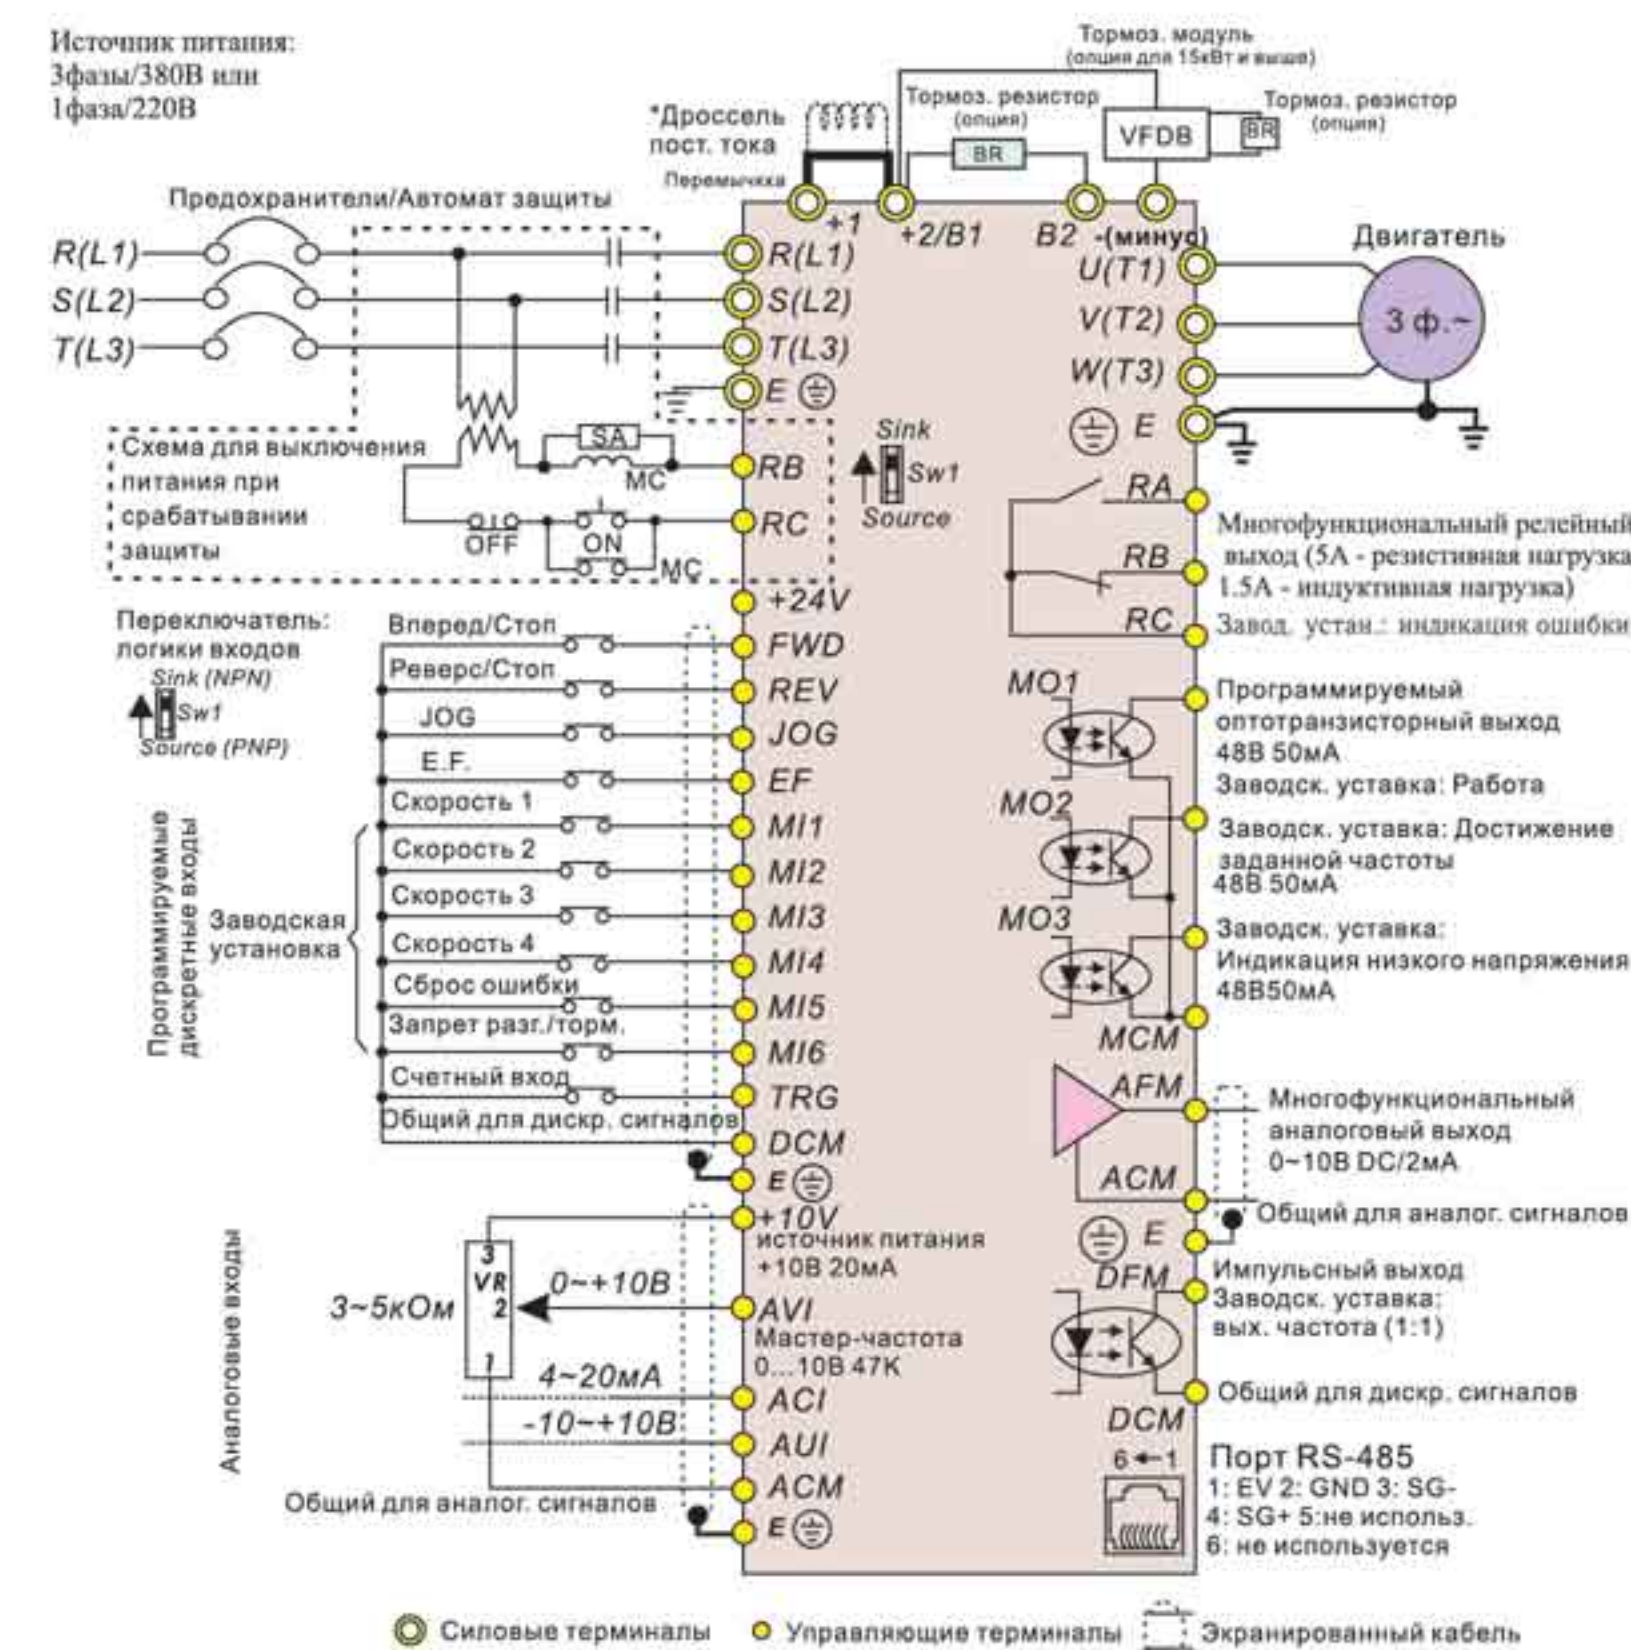 Источник питания:
3фазы/380В или
1фаза/220В
Тормоз. модуль
(опция для 15кВт и выше)
*Дроссель
пост. тока
Перемычкка
Тормоз. резистор
(опция)
BR
VFDB
BR
Тормоз. резистор
(опция)
Предохранители/Автомат защиты
+1
+2/B1
B2
-(минус)
R(L1)
S(L2)
T(L3)
R(L1)
S(L2)
T(L3)
E
U(T1)
V(T2)
W(T3)
E
Двигатель
3 ф.~
Схема для выключения
питания при
срабатывании
защиты
SA
MC
OFF
ON
MC
RB
RC
Sink
Sw1
Source
RA
RB
RC
Многофункциональный релейный
выход (5А - резистивная нагрузка
1.5А - индуктивная нагрузка)
Завод. устан.: индикация ошибки
Переключатель:
логики входов
Sink (NPN)
Sw1
Source (PNP)
+24V
Вперед/Стоп
FWD
Реверс/Стоп
REV
JOG
JOG
E.F.
EF
Скорость 1
MI1
Скорость 2
MI2
Скорость 3
MI3
Скорость 4
MI4
Сброс ошибки
MI5
Запрет разг./торм.
MI6
Счетный вход
TRG
Общий для дискр. сигналов
DCM
E
Программируемые
дискретные входы
Заводская
установка
MO1
Программируемый
оптотранзисторный выход
48В 50мА
Заводск. уставка: Работа
MO2
Заводск. уставка: Достижение
заданной частоты
48В 50мА
MO3
Заводск. уставка:
Индикация низкого напряжения
48В50мА
MCM
AFM
Многофункциональный
аналоговый выход
0~10В DC/2мА
ACM
Общий для аналог. сигналов
E
DFM
Импульсный выход
Заводск. уставка:
вых. частота (1:1)
DCM
Общий для дискр. сигналов
Аналоговые входы
+10V
источник питания
+10В 20мА
3
VR
2
1
3~5кОм
0~+10В
AVI
Мастер-частота
0...10В 47К
4~20мА
ACI
-10~+10В
AUI
ACM
Общий для аналог. сигналов
E
6←1
Порт RS-485
1: EV 2: GND 3: SG-
4: SG+ 5:не использ.
6: не используется
Силовые терминалы
Управляющие терминалы
Экранированный кабель